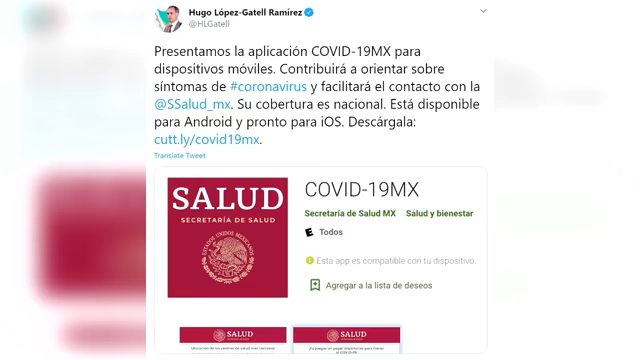 Hugo López-Gatell Ramírez
@HLGatell
Presentamos la aplicación COVID-19MX para
dispositivos móviles. Contribuirá a orientar sobre
síntomas de #coronavirus y facilitará el contacto con la
@SSalud_mx. Su cobertura es nacional. Está disponible
para Android y pronto para iOS. Descárgala:
cutt.ly/covid19mx.
Translate Tweet
SALUD
SECRETARÍA DE SALUD
ESTADOS UNIDOS MEXICANOS
COVID-19MX
Secretaría de Salud MX Salud y bienestar
E Todos
Esta app es compatible con tu dispositivo.
Agregar a la lista de deseos
SALUD
SALUD